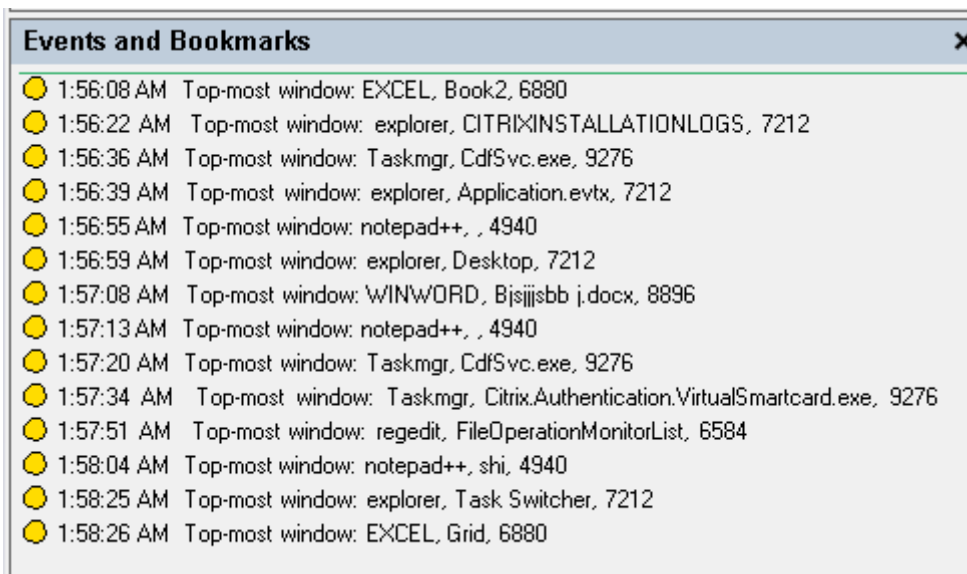 Events and Bookmarks
1:56:08 AM Top-most window: EXCEL, Book2, 6880
1:56:22 AM Top-most window: explorer, CITRIXINSTALLATIONLOGS, 7212
1:56:36 AM Top-most window: Taskmgr, CdfSvc.exe, 9276
1:56:39 AM Top-most window: explorer, Application.evtx, 7212
1:56:55 AM Top-most window: notepad++, , 4940
1:56:59 AM Top-most window: explorer, Desktop, 7212
1:57:08 AM Top-most window: WINWORD, Bjsjjjsbb j.docx, 8896
1:57:13 AM Top-most window: notepad++, , 4940
1:57:20 AM Top-most window: Taskmgr, CdfSvc.exe, 9276
1:57:34 AM Top-most window: Taskmgr, Citrix.Authentication.VirtualSmartcard.exe, 9276
1:57:51 AM Top-most window: regedit, FileOperationMonitorList, 6584
1:58:04 AM Top-most window: notepad++, shi, 4940
1:58:25 AM Top-most window: explorer, Task Switcher, 7212
1:58:26 AM Top-most window: EXCEL, Grid, 6880